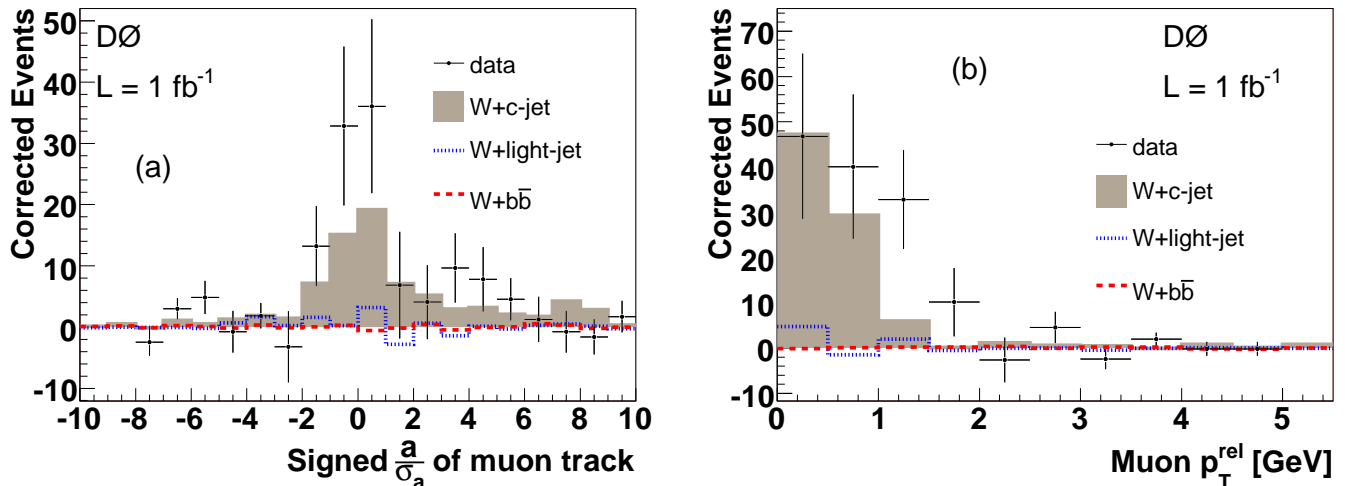 DØ
L = 1 fb⁻¹
(a)
data
W+c-jet
W+light-jet
W+bb̅
Corrected Events
50
40
30
20
10
0
-10
-10 -8 -6 -4 -2 0 2 4 6 8 10
Signed a/σₐ of muon track
DØ
L = 1 fb⁻¹
(b)
data
W+c-jet
W+light-jet
W+bb̅
Corrected Events
70
60
50
40
30
20
10
0
-10
0 1 2 3 4 5
Muon p_T^rel [GeV]